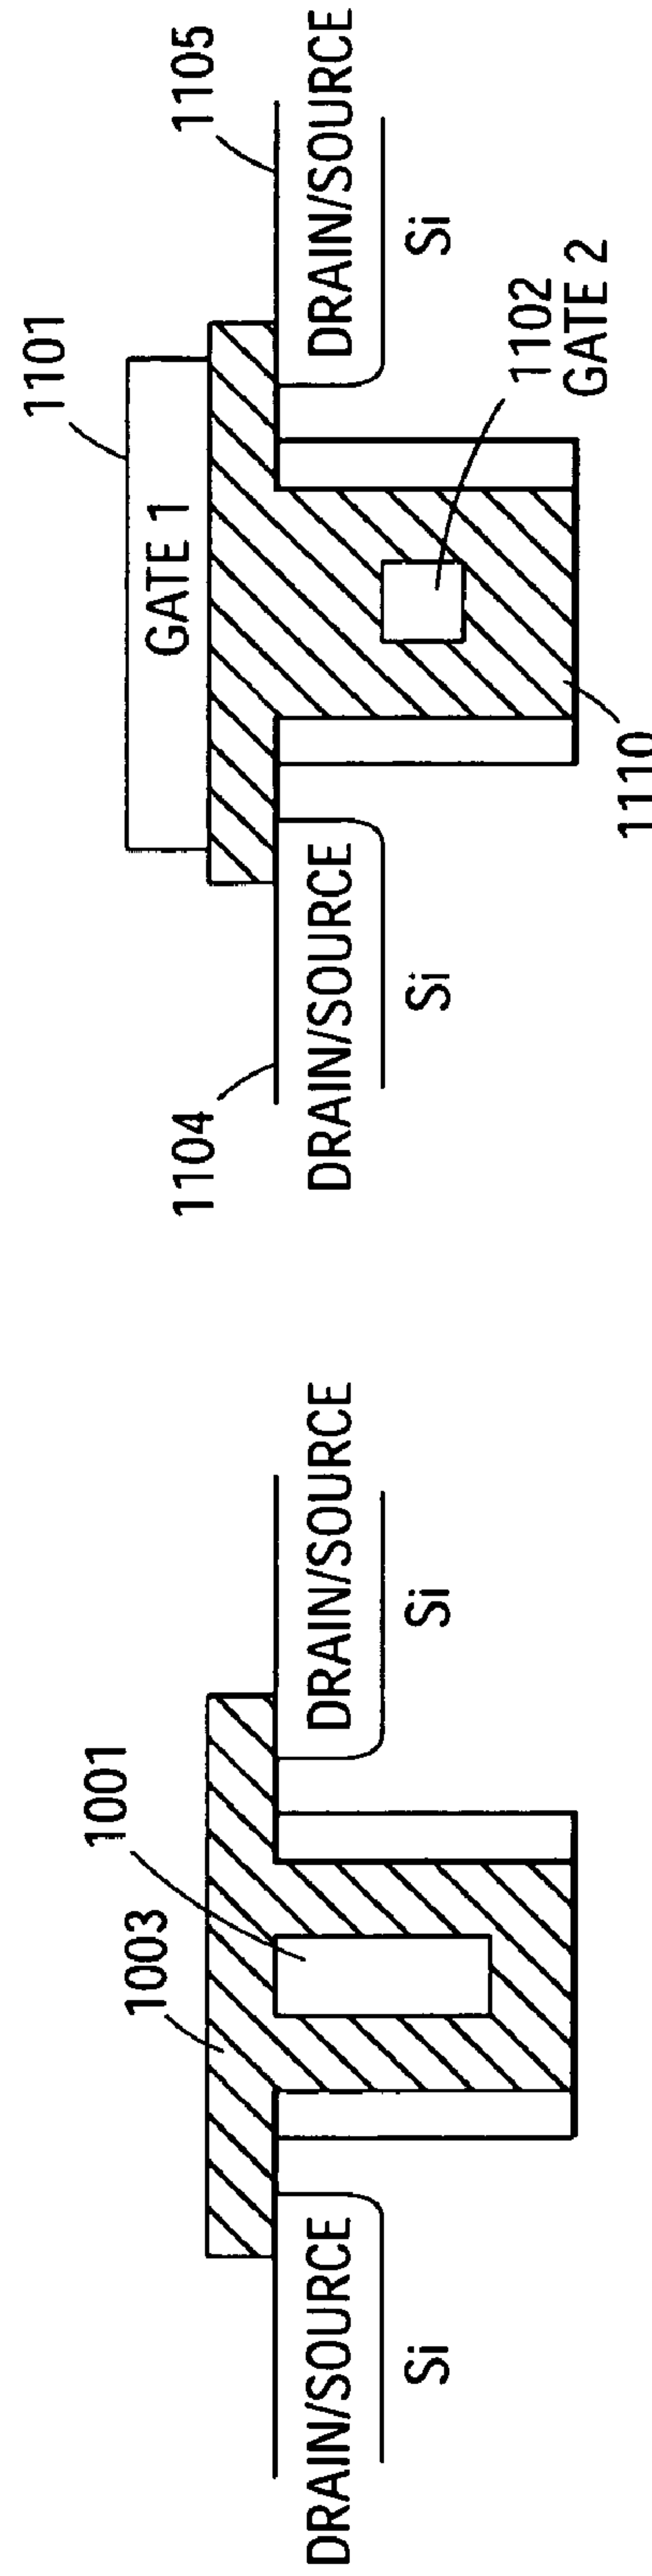 1003
1001
DRAIN/SOURCE
DRAIN/SOURCE
Si
Si
1101
1104
1105
GATE 1
DRAIN/SOURCE
DRAIN/SOURCE
Si
Si
1102
GATE 2
1110